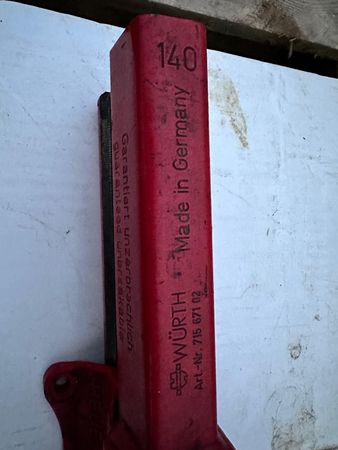 140
WÜRTH Made in Germany
Art.-Nr. 715 671 02
Garantiert unzerbrechlich
guaranteed unbreakable